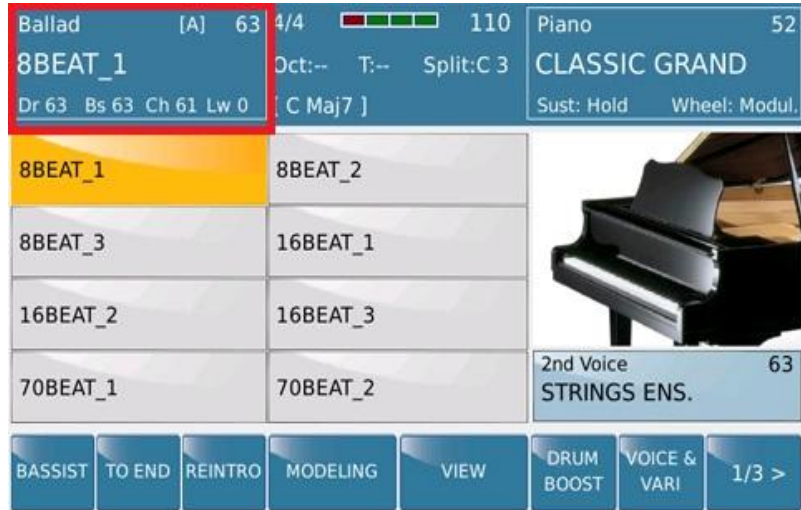 Ballad [A] 63
8BEAT_1
Dr 63 Bs 63 Ch 61 Lw 0
4/4 110
Oct:-- T:-- Split:C 3
[ C Maj7 ]
Piano 52
CLASSIC GRAND
Sust: Hold Wheel: Modul.
8BEAT_1 8BEAT_2
8BEAT_3 16BEAT_1
16BEAT_2 16BEAT_3
70BEAT_1 70BEAT_2
2nd Voice 63
STRINGS ENS.
BASSIST TO END REINTRO MODELING VIEW DRUM BOOST VOICE & VARI 1/3 >